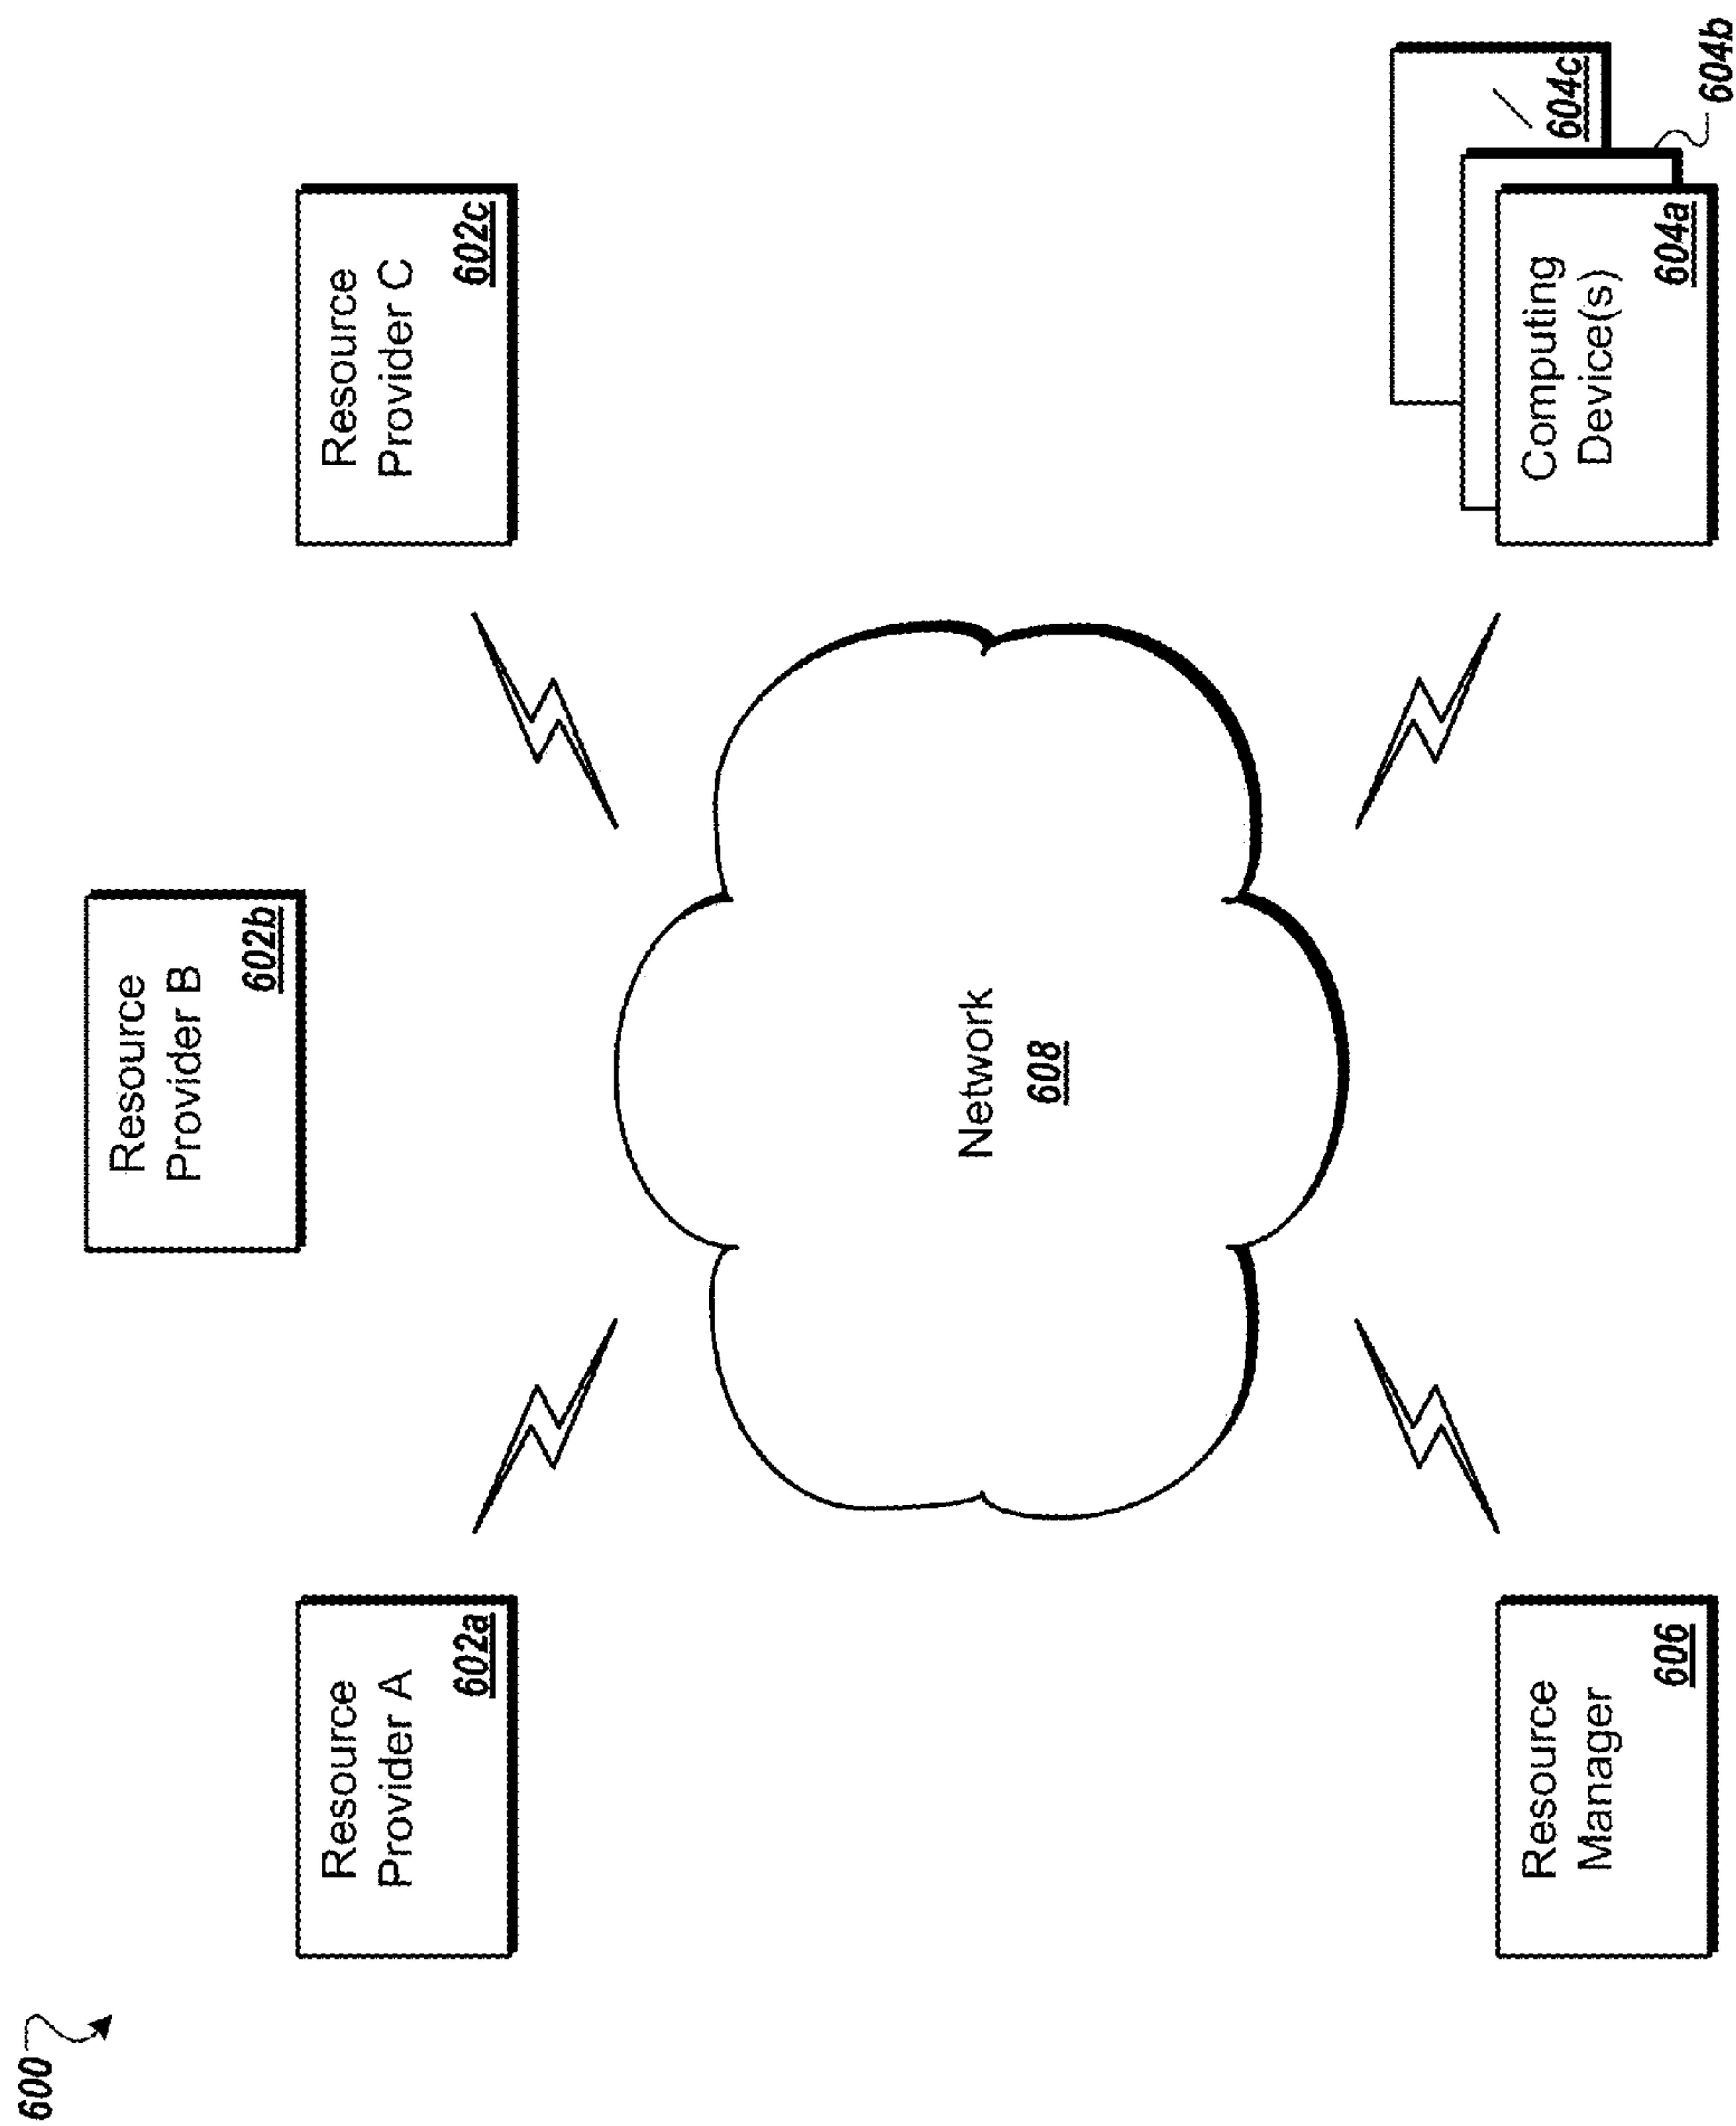 600
Resource
Provider A
602a
Resource
Provider B
602b
Resource
Provider C
602c
Network
608
Resource
Manager
606
Computing
Device(s)
604a
604b
604c